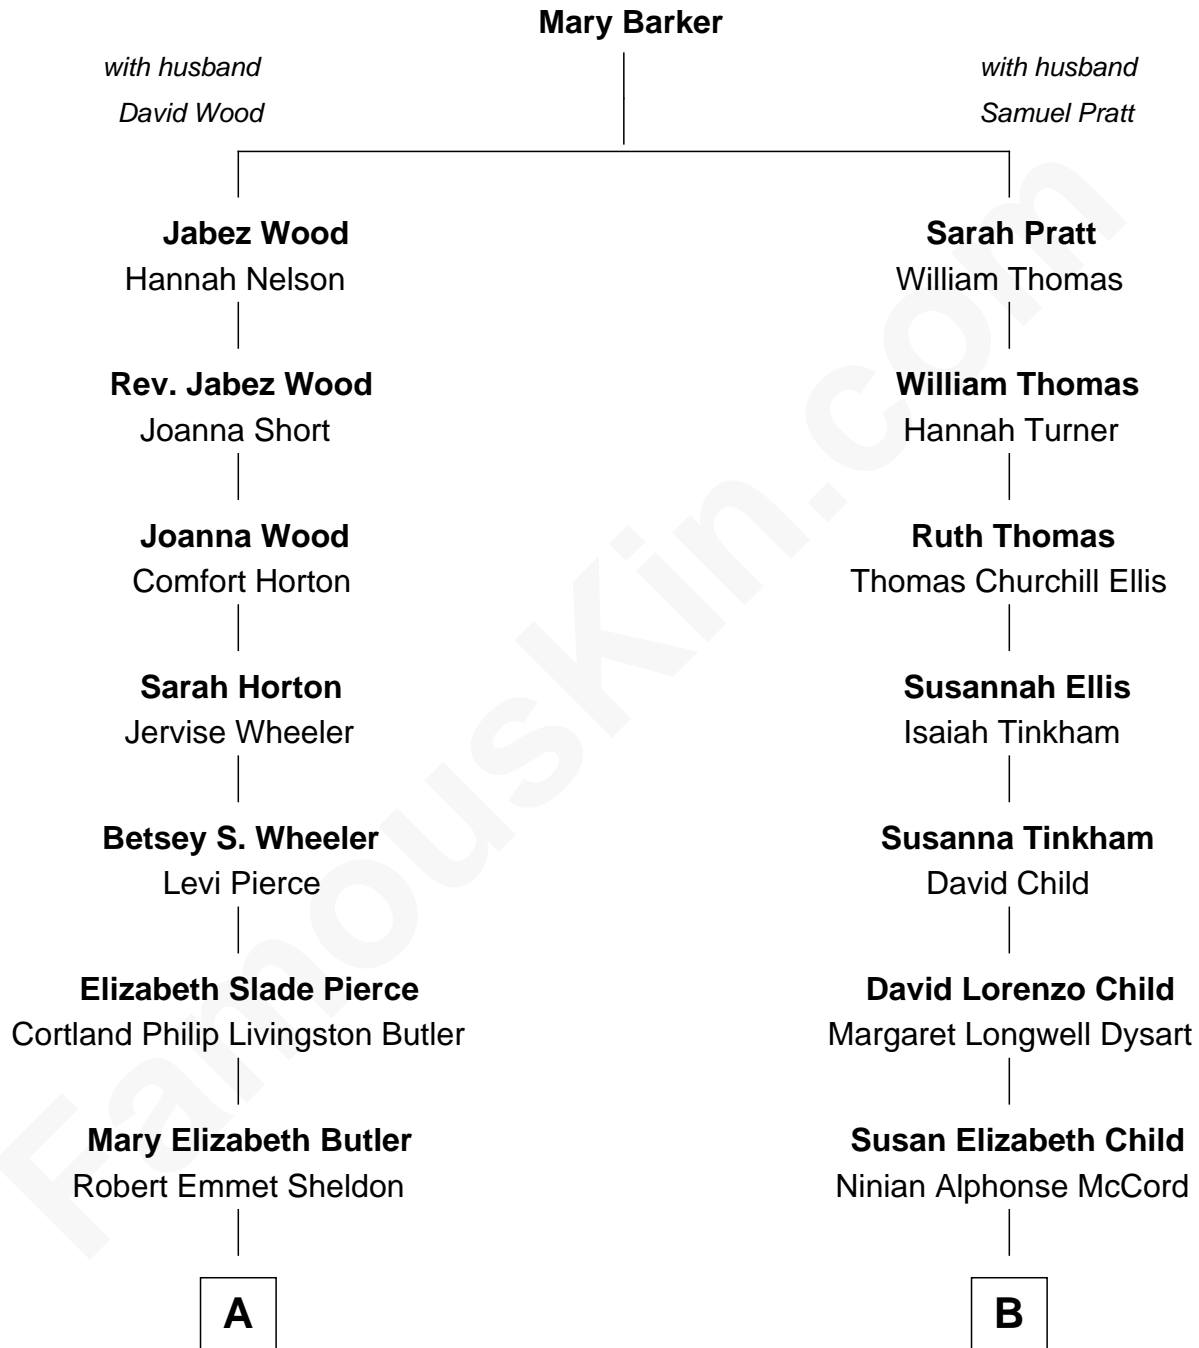 Mary Barker
with husband
David Wood
with husband
Samuel Pratt
Jabez Wood
Hannah Nelson
Sarah Pratt
William Thomas
Rev. Jabez Wood
Joanna Short
William Thomas
Hannah Turner
Joanna Wood
Comfort Horton
Ruth Thomas
Thomas Churchill Ellis
Sarah Horton
Jervise Wheeler
Susannah Ellis
Isaiah Tinkham
Betsey S. Wheeler
Levi Pierce
Susanna Tinkham
David Child
Elizabeth Slade Pierce
Cortland Philip Livingston Butler
David Lorenzo Child
Margaret Longwell Dysart
Mary Elizabeth Butler
Robert Emmet Sheldon
Susan Elizabeth Child
Ninian Alphonse McCord
A
B
FamousKin.com